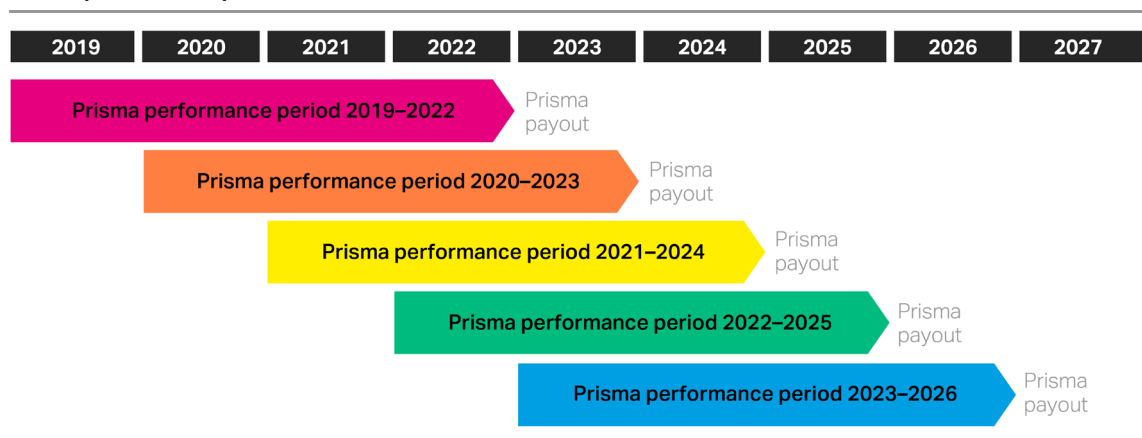 2019 2020 2021 2022 2023 2024 2025 2026 2027
Prisma performance period 2019–2022
Prisma
payout
Prisma performance period 2020–2023
Prisma
payout
Prisma performance period 2021–2024
Prisma
payout
Prisma performance period 2022–2025
Prisma
payout
Prisma performance period 2023–2026
Prisma
payout